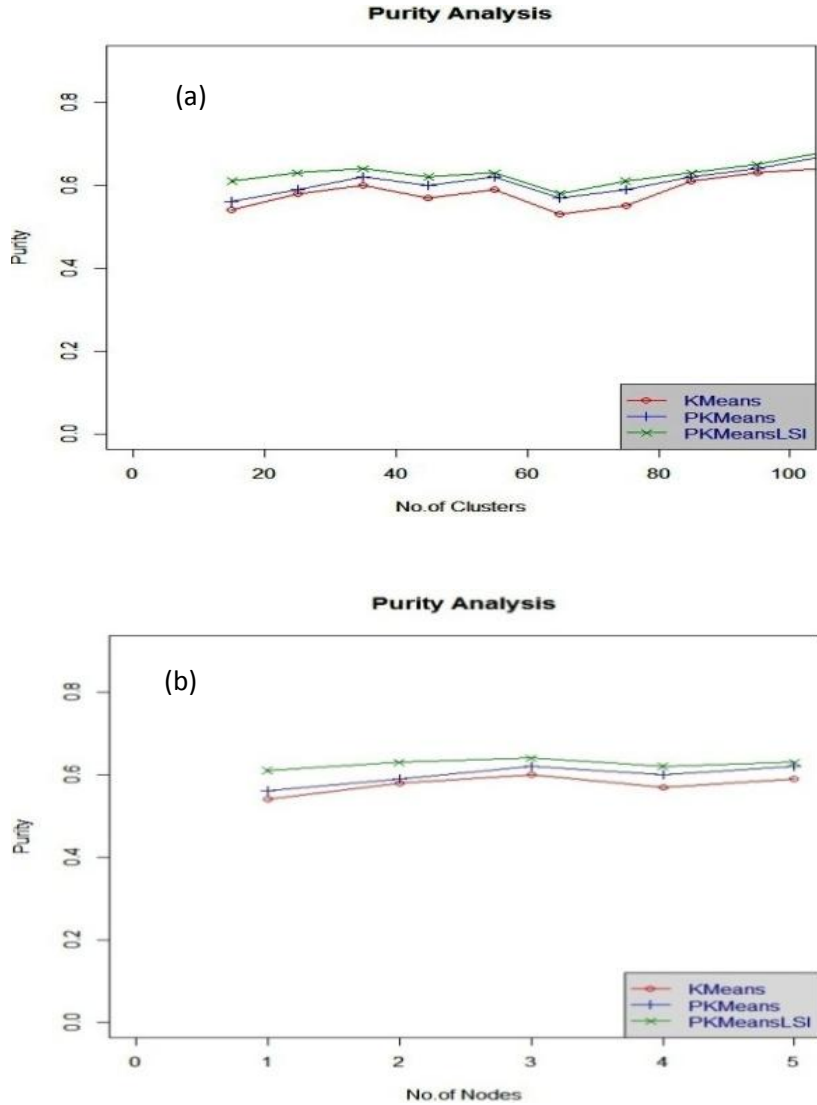 Purity Analysis
(a)
Purity
0.8
0.6
0.4
0.2
0.0
0 20 40 60 80 100
No.of Clusters
KMeans
PKMeans
PKMeansLSI
Purity Analysis
(b)
Purity
0.8
0.6
0.4
0.2
0.0
0 1 2 3 4 5
No.of Nodes
KMeans
PKMeans
PKMeansLSI